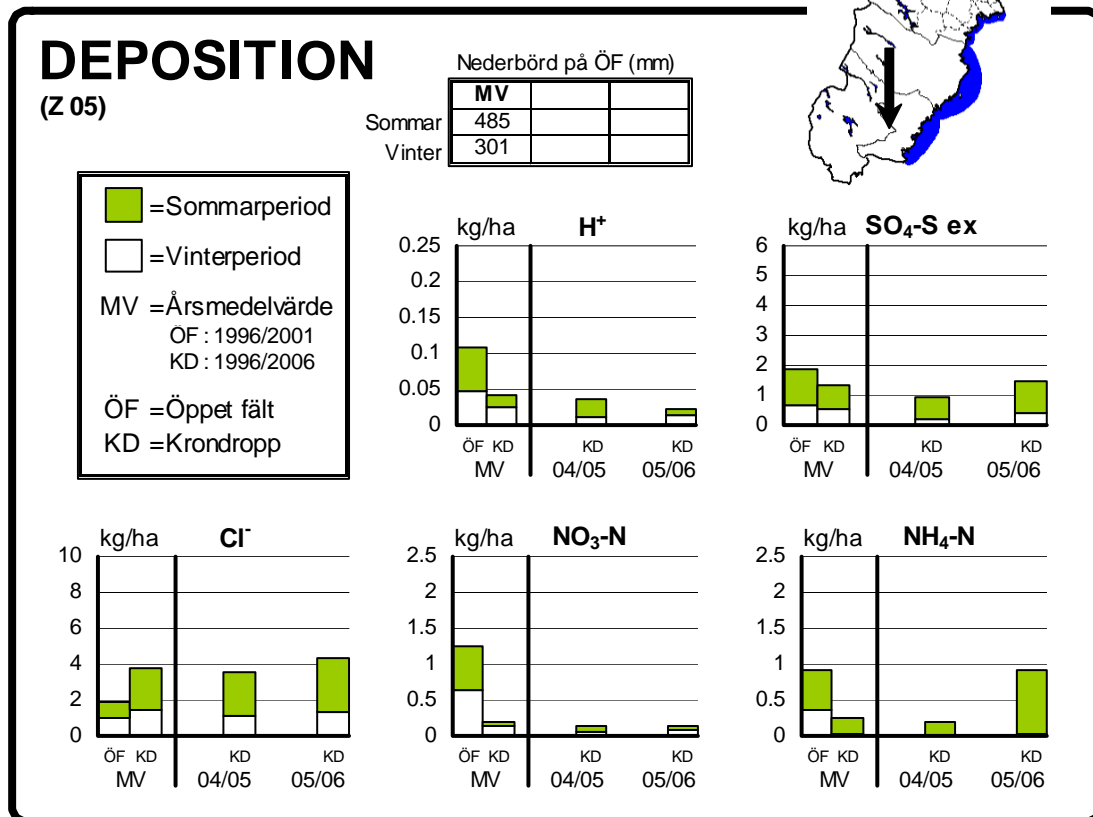 DEPOSITION
(Z 05)
Nederbörd på ÖF (mm)
MV
Sommar 485
Vinter 301
=Sommarperiod
=Vinterperiod
MV =Årsmedelvärde
ÖF : 1996/2001
KD : 1996/2006
ÖF =Öppet fält
KD =Krondropp
kg/ha H⁺
0.25
0.2
0.15
0.1
0.05
0
ÖF KD KD KD
MV 04/05 05/06
kg/ha SO₄-S ex
6
5
4
3
2
1
0
ÖF KD KD KD
MV 04/05 05/06
kg/ha Cl⁻
10
8
6
4
2
0
ÖF KD KD KD
MV 04/05 05/06
kg/ha NO₃-N
2.5
2
1.5
1
0.5
0
ÖF KD KD KD
MV 04/05 05/06
kg/ha NH₄-N
2.5
2
1.5
1
0.5
0
ÖF KD KD KD
MV 04/05 05/06